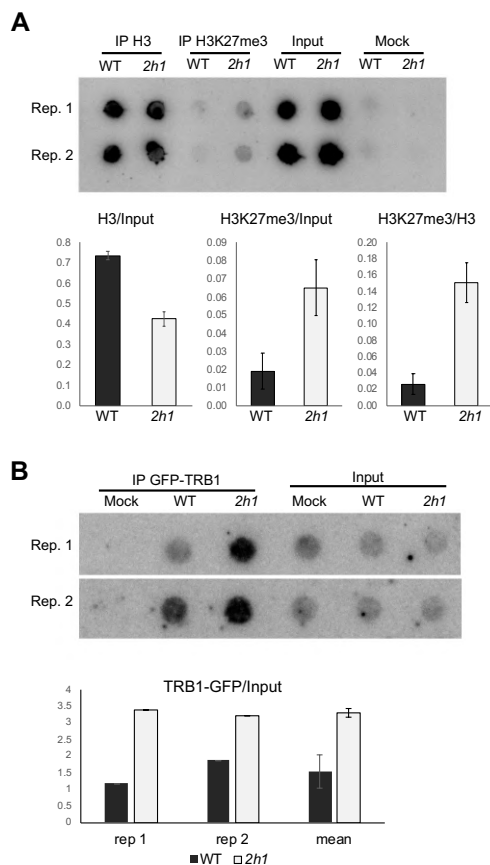 A
IP H3 IP H3K27me3 Input Mock
WT 2h1 WT 2h1 WT 2h1 WT 2h1
Rep. 1
Rep. 2
H3/Input
0.8
0.7
0.6
0.5
0.4
0.3
0.2
0.1
0.0
WT 2h1
H3K27me3/Input
0.09
0.08
0.07
0.06
0.05
0.04
0.03
0.02
0.01
0.00
WT 2h1
H3K27me3/H3
0.20
0.18
0.16
0.14
0.12
0.10
0.08
0.06
0.04
0.02
0.00
WT 2h1
B
IP GFP-TRB1 Input
Mock WT 2h1 Mock WT 2h1
Rep. 1
Rep. 2
TRB1-GFP/Input
4
3.5
3
2.5
2
1.5
1
0.5
0
rep 1 rep 2 mean
WT 2h1